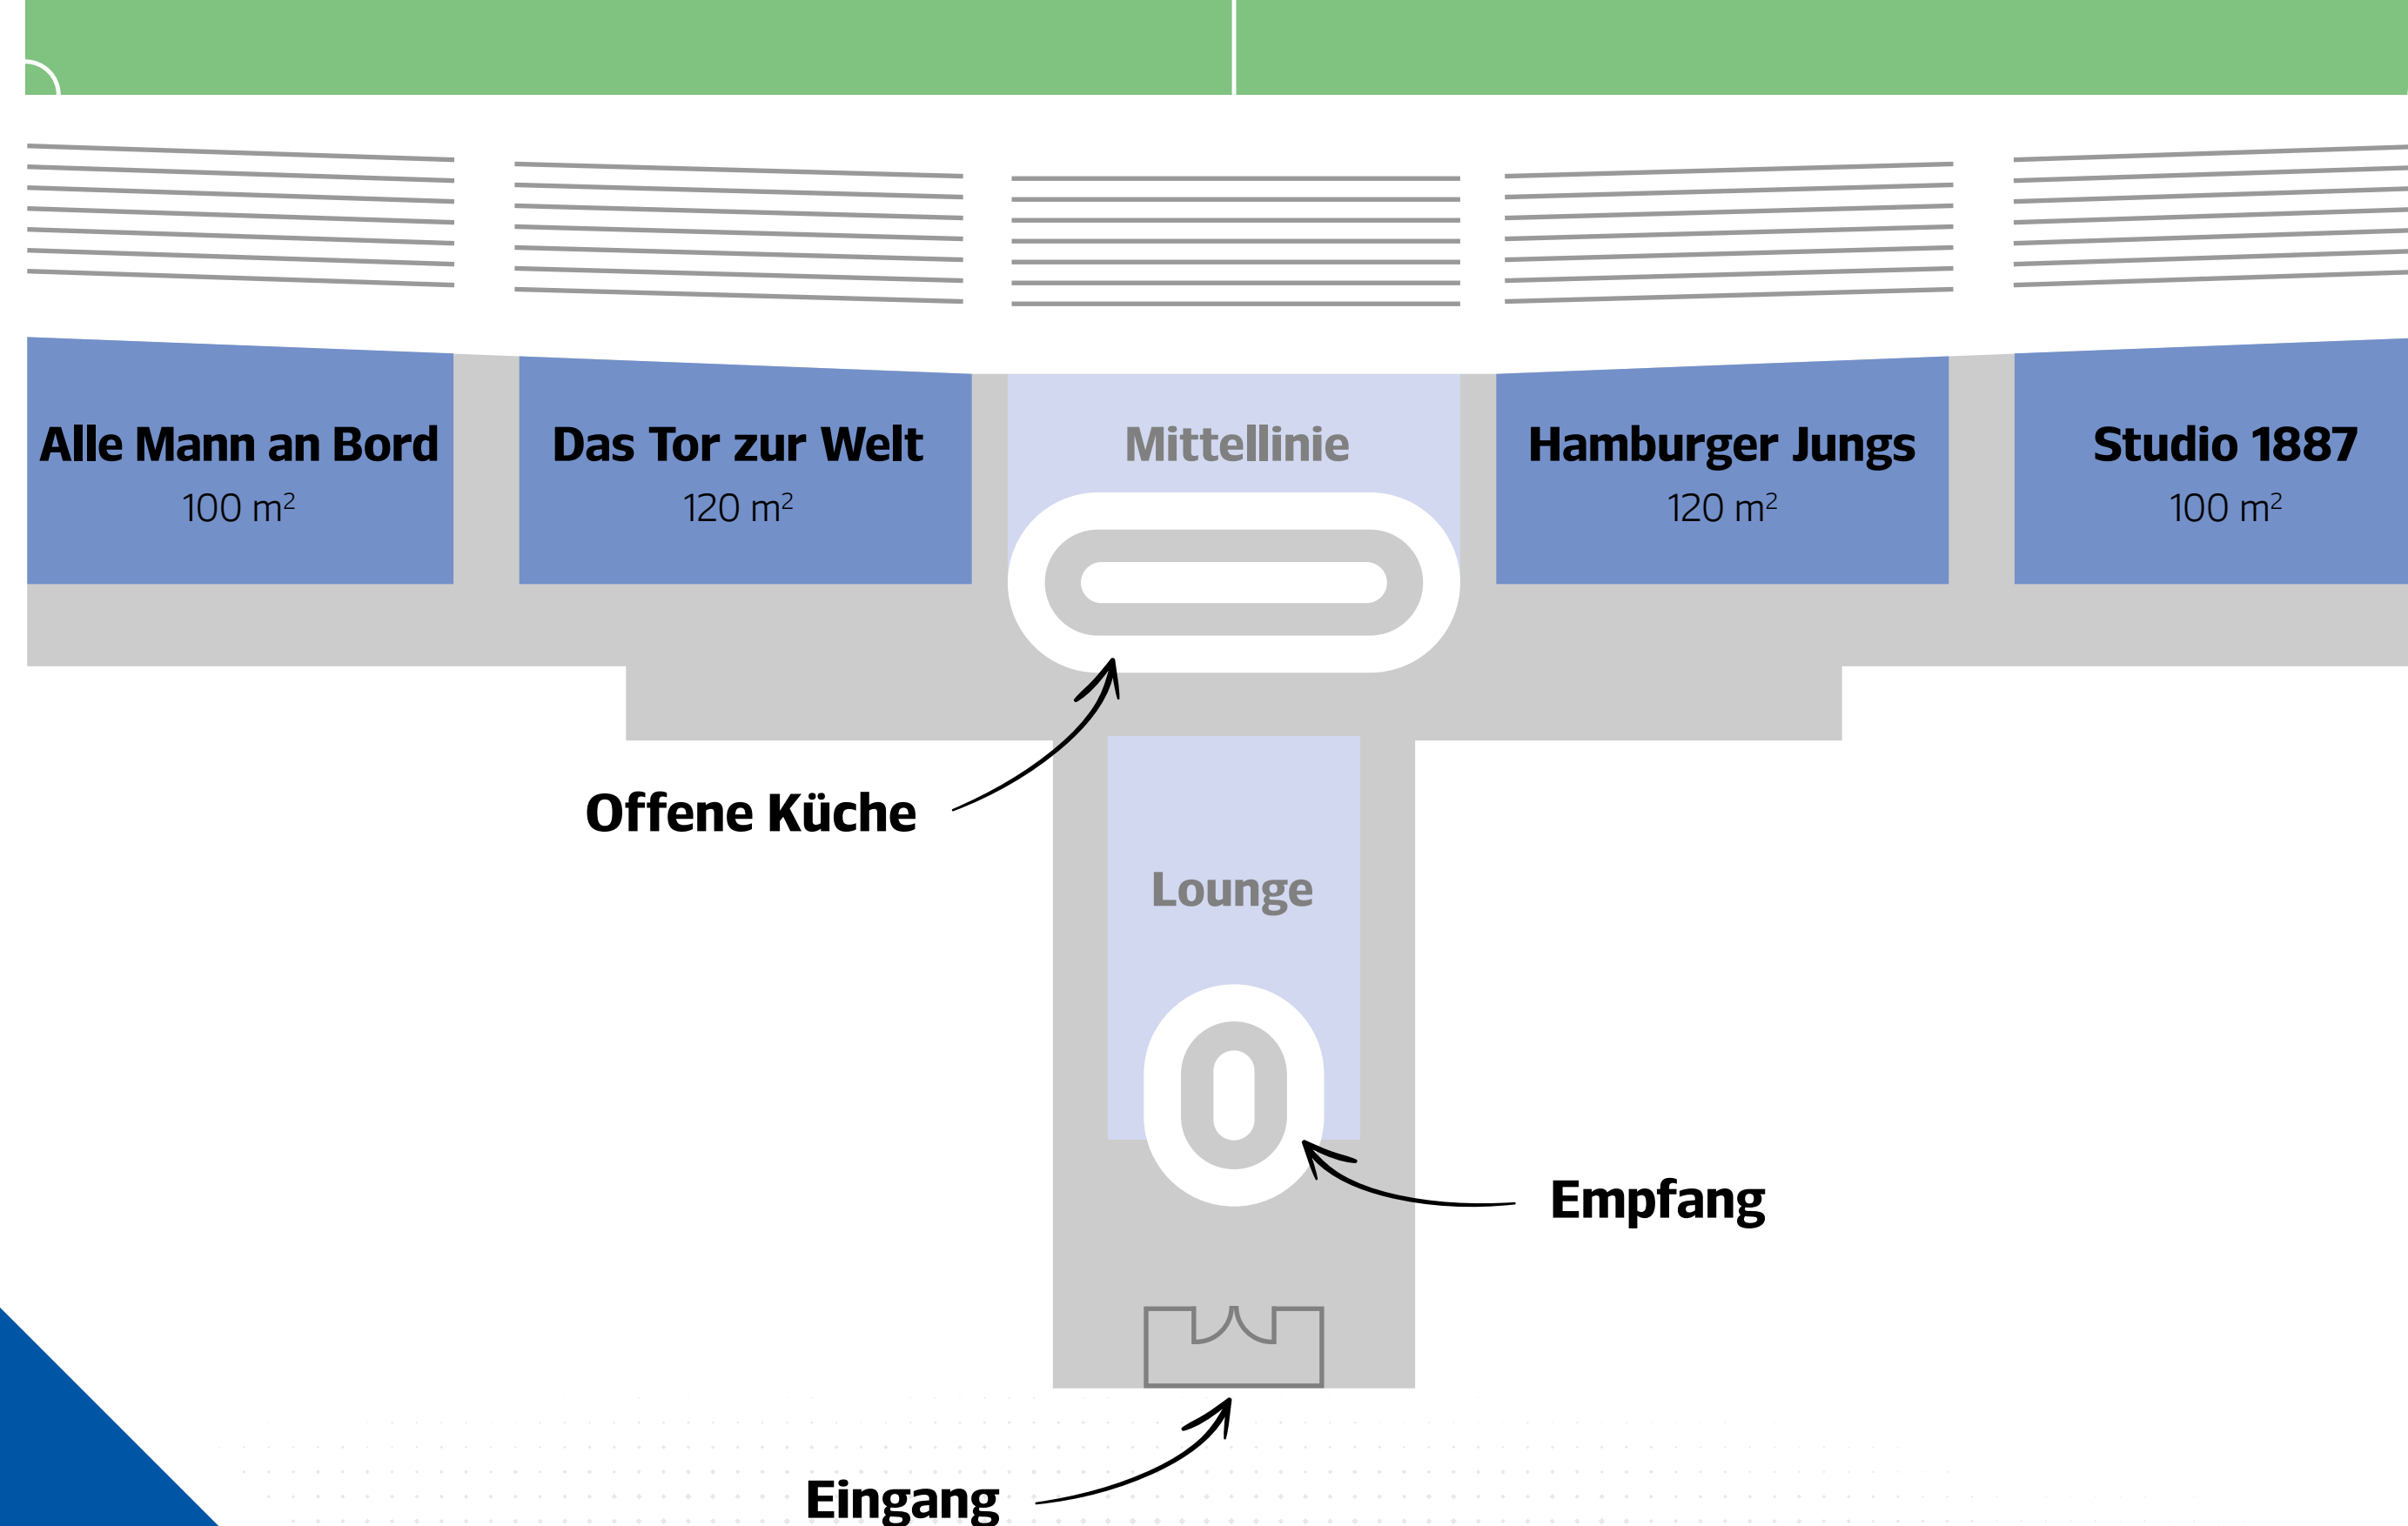 Alle Mann an Bord
100 m²
Das Tor zur Welt
120 m²
Mittellinie
Hamburger Jungs
120 m²
Studio 1887
100 m²
Offene Küche
Lounge
Empfang
Eingang